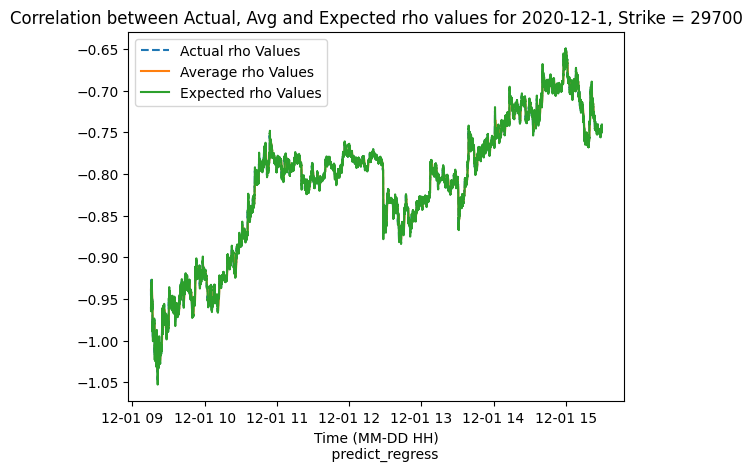 Correlation between Actual, Avg and Expected rho values for 2020-12-1, Strike = 29700
Actual rho Values
Average rho Values
Expected rho Values
−0.65
−0.70
−0.75
−0.80
−0.85
−0.90
−0.95
−1.00
−1.05
12-01 09 12-01 10 12-01 11 12-01 12 12-01 13 12-01 14 12-01 15
Time (MM-DD HH)
predict_regress